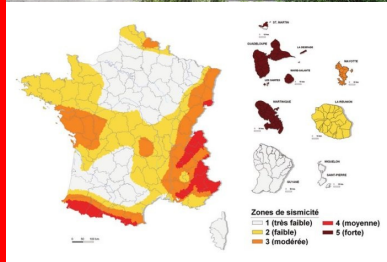 ST. MARTIN
GUADELOUPE
LA DÉSIRADE
MARIE-GALANTE
LES SAINTES
MAYOTTE
MARTINIQUE
LA RÉUNION
GUYANE
MIQUELON
SAINT-PIERRE
Zones de sismicité
1 (très faible)
2 (faible)
3 (modérée)
4 (moyenne)
5 (forte)